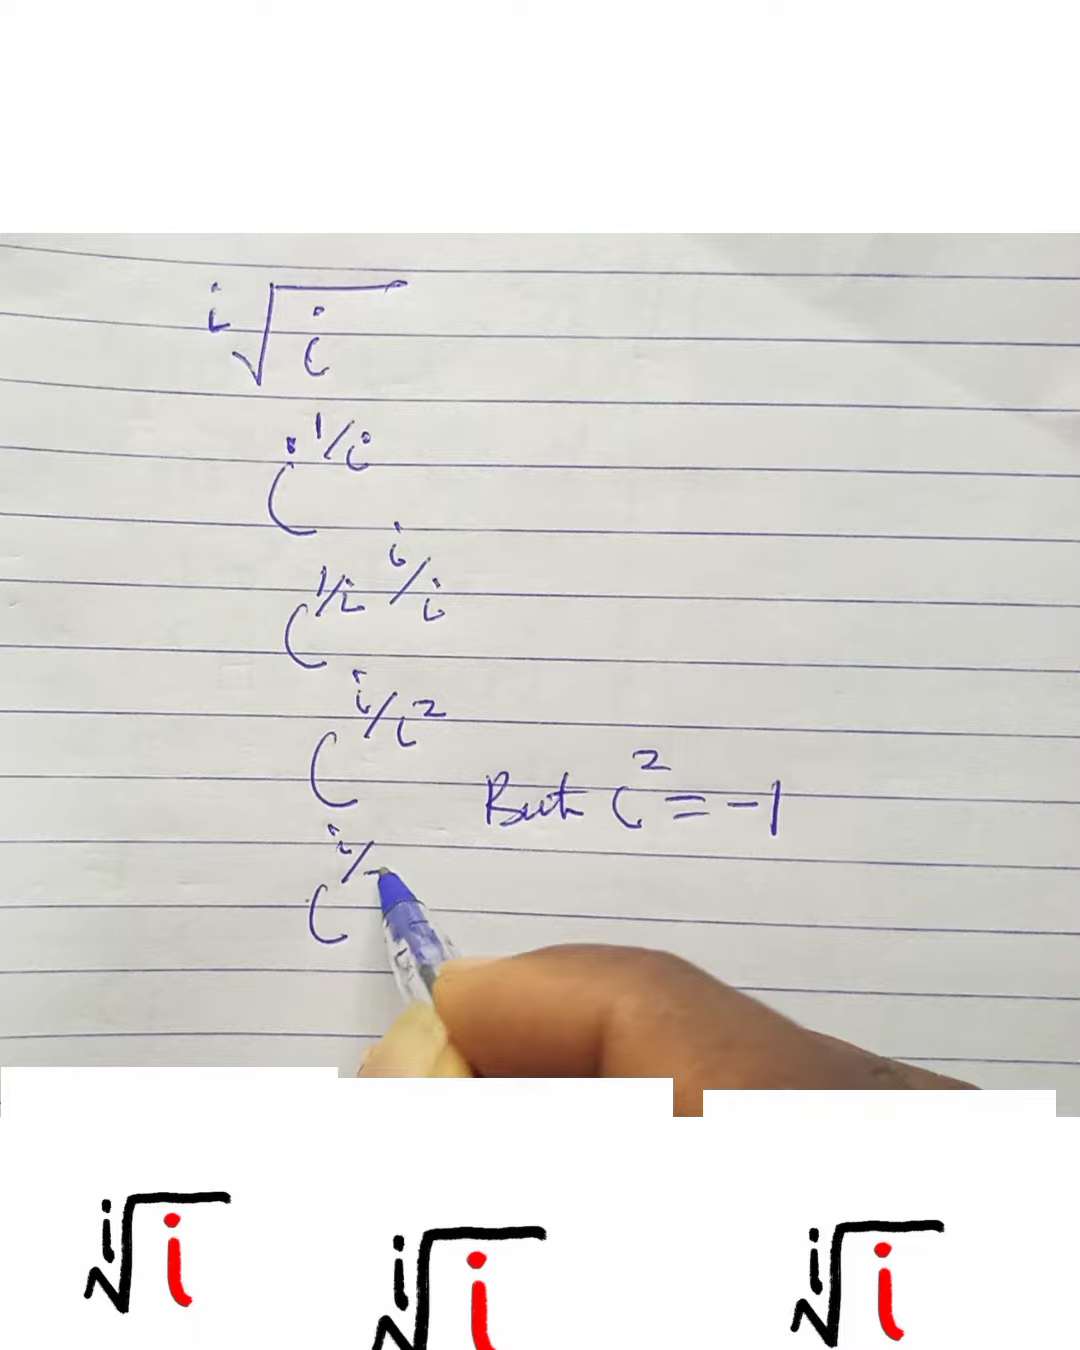 i√i
i^1/i
i^1/i i/i
i^i/i²
But i² = -1
i^i/-
i√i
i√i
i√i